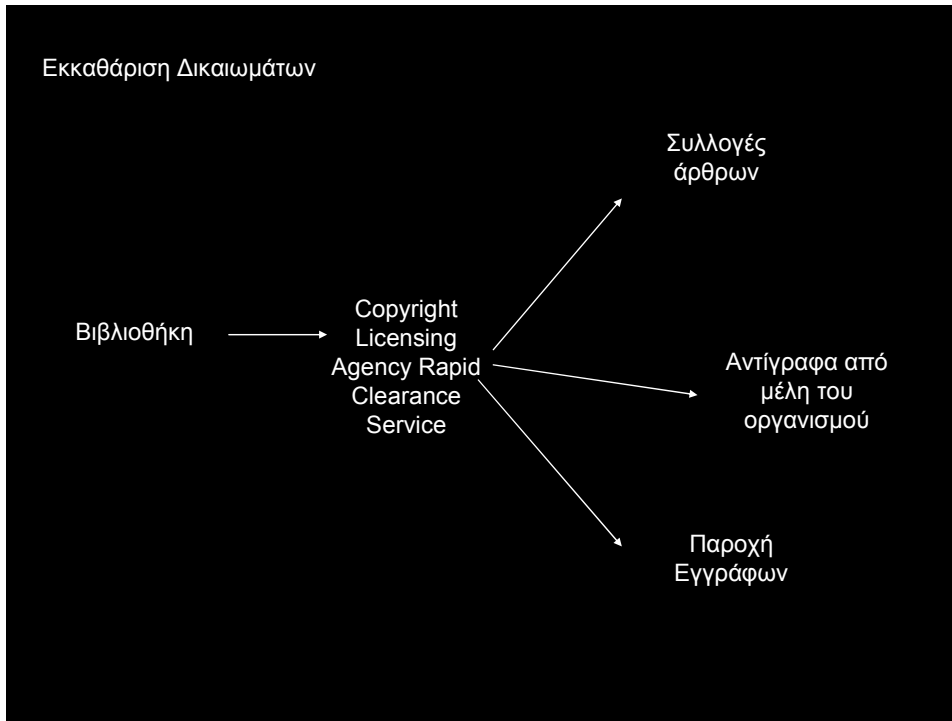 Εκκαθάριση Δικαιωμάτων
Συλλογές
άρθρων
Βιβλιοθήκη
Copyright
Licensing
Agency Rapid
Clearance
Service
Αντίγραφα από
μέλη του
οργανισμού
Παροχή
Εγγράφων